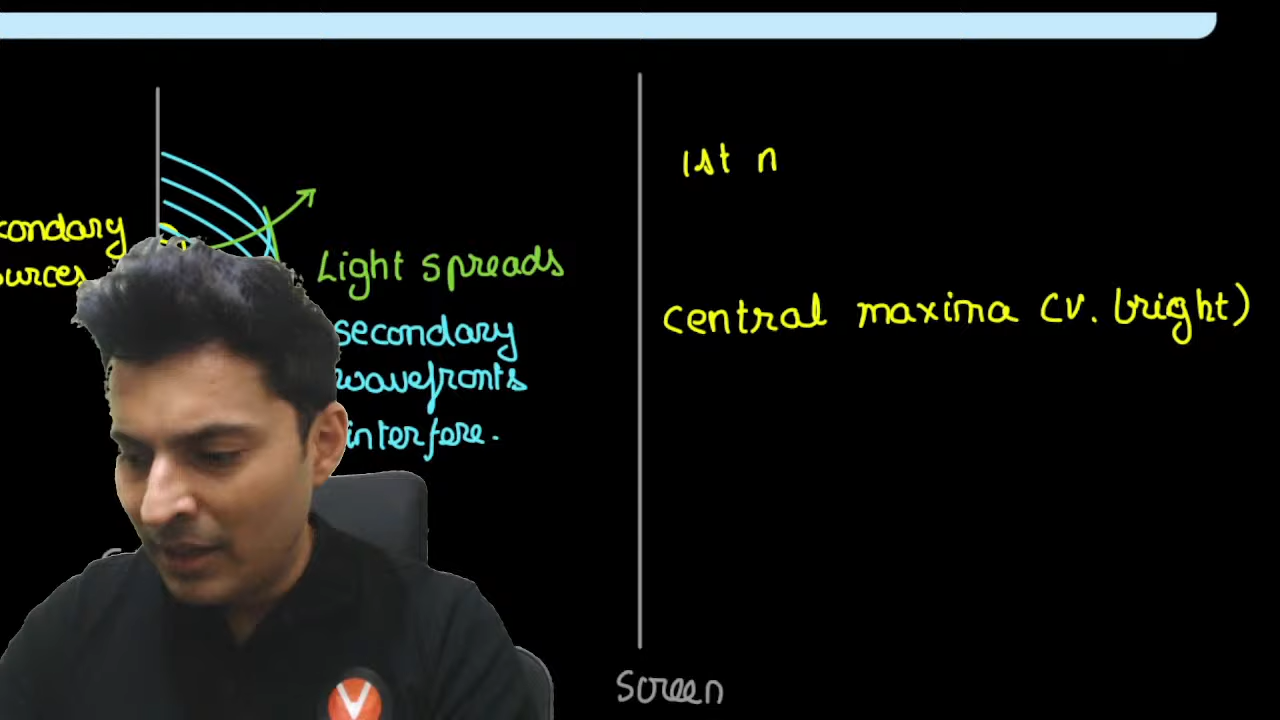 1st n
condary
urces
Light spreads
central maxima (v. bright)
secondary
wavefronts
interfere.
Screen